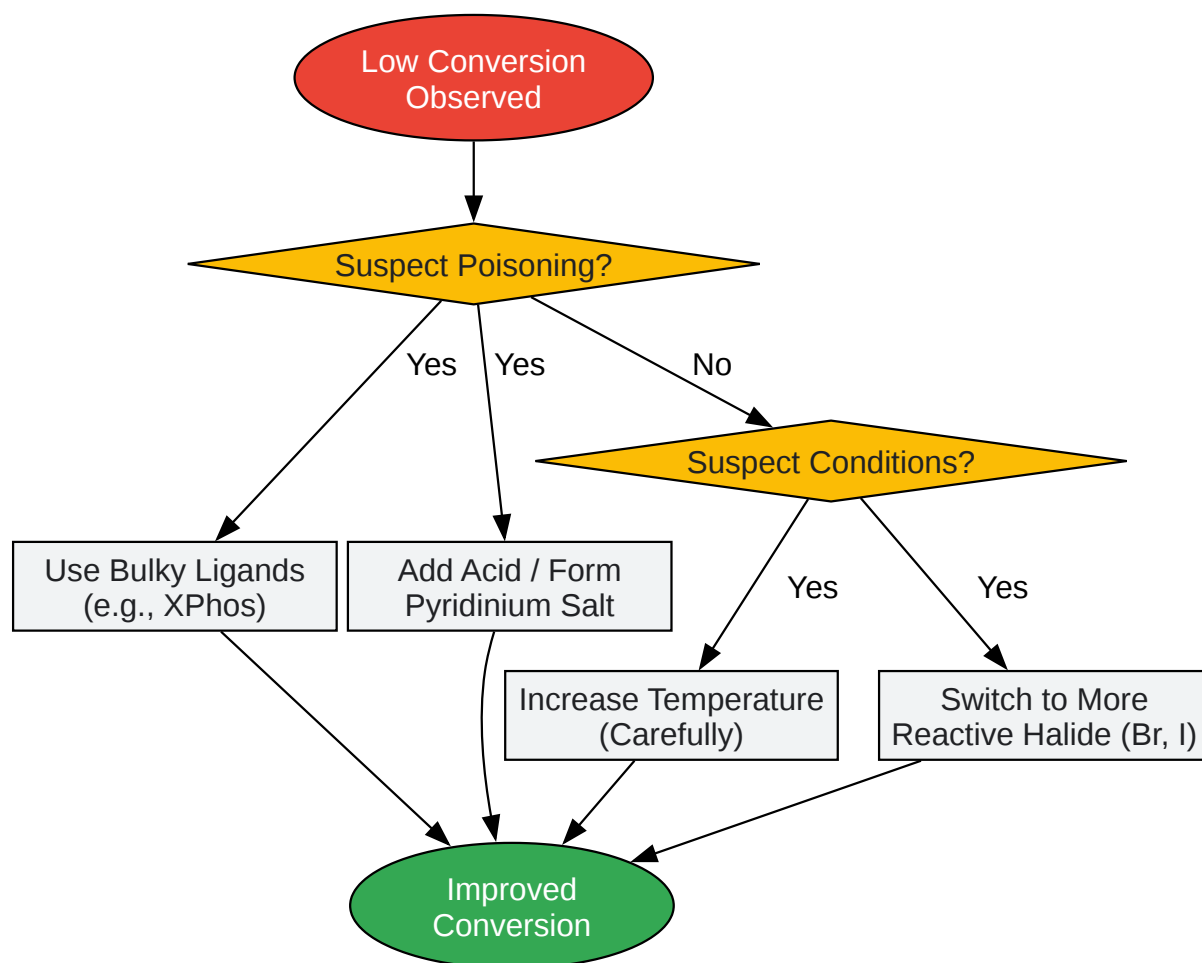 Low Conversion
Observed
Suspect Poisoning?
Yes
Yes
No
Suspect Conditions?
Use Bulky Ligands
(e.g., XPhos)
Add Acid / Form
Pyridinium Salt
Yes
Yes
Increase Temperature
(Carefully)
Switch to More
Reactive Halide (Br, I)
Improved
Conversion